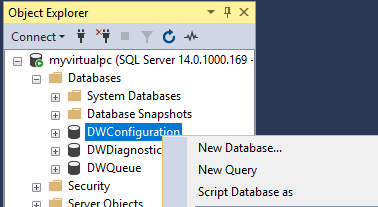 Object Explorer
Connect
myvirtualpc (SQL Server 14.0.1000.169 -
Databases
System Databases
Database Snapshots
DWConfiguration
DWDiagnostic
DWQueue
Security
Server Objects
New Database...
New Query
Script Database as